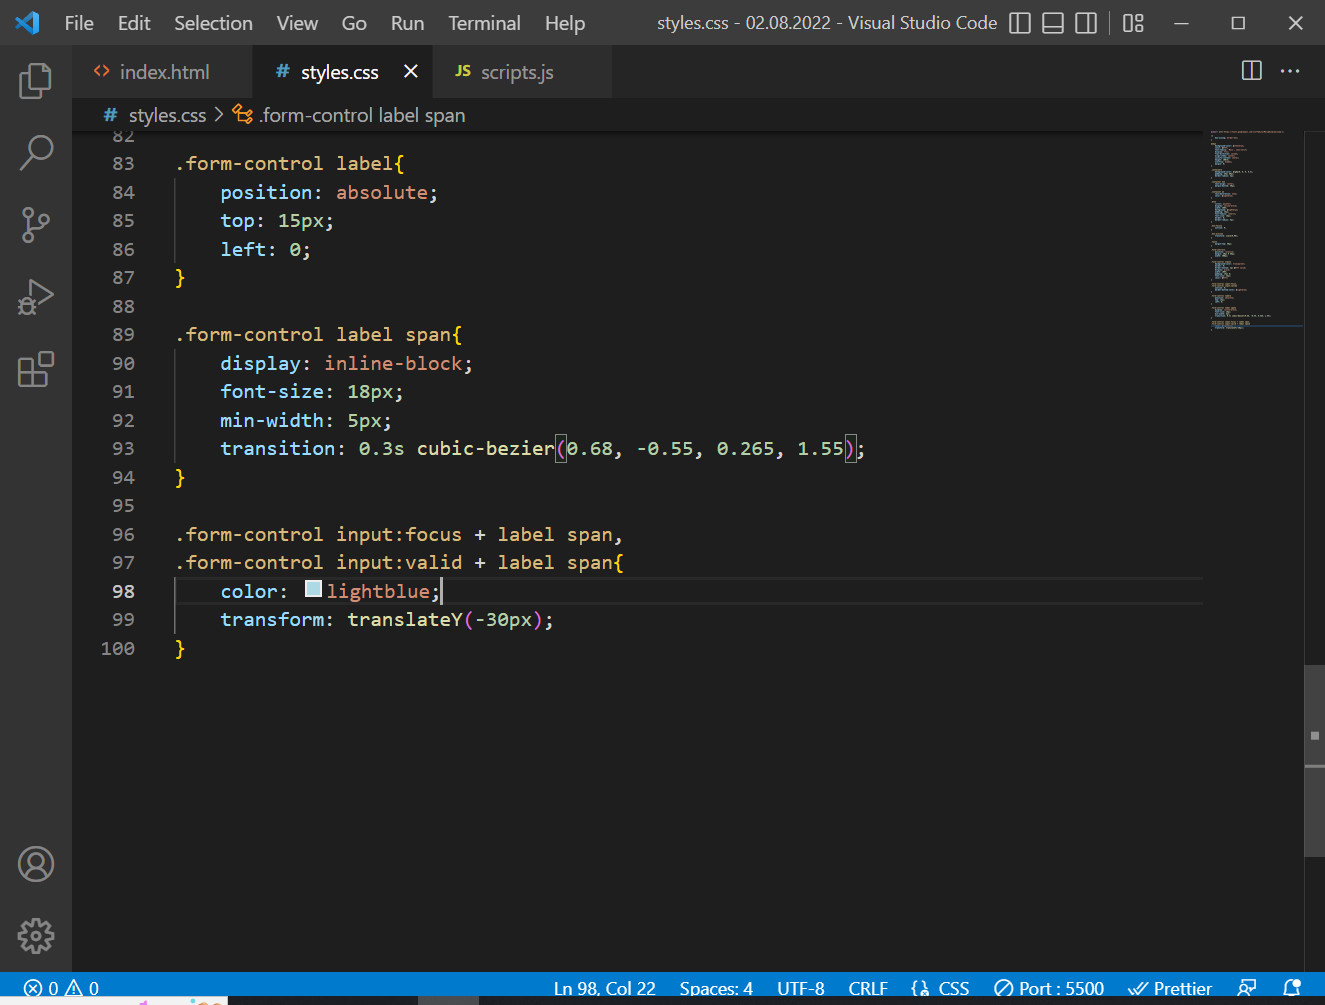 File Edit Selection View Go Run Terminal Help styles.css - 02.08.2022 - Visual Studio Code
index.html # styles.css JS scripts.js
# styles.css > .form-control label span
82
83 .form-control label{
84 position: absolute;
85 top: 15px;
86 left: 0;
87 }
88
89 .form-control label span{
90 display: inline-block;
91 font-size: 18px;
92 min-width: 5px;
93 transition: 0.3s cubic-bezier(0.68, -0.55, 0.265, 1.55);
94 }
95
96 .form-control input:focus + label span,
97 .form-control input:valid + label span{
98 color: lightblue;
99 transform: translateY(-30px);
100 }
0 0 Ln 98, Col 22 Spaces: 4 UTF-8 CRLF {} CSS Port : 5500 Prettier